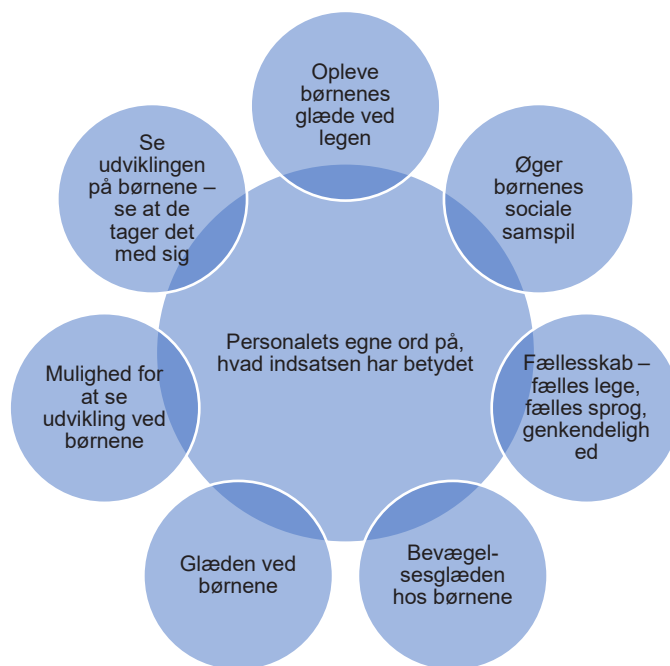 Opleve
børnenes
glæde ved
legen
Øger
børnenes
sociale
samspil
Fællesskab –
fælles lege,
fælles sprog,
genkendeligh
ed
Bevægel-
sesglæden
hos børnene
Glæden ved
børnene
Mulighed for
at se
udvikling ved
børnene
Se
udviklingen
på børnene –
se at de
tager det
med sig
Personalets egne ord på,
hvad indsatsen har betydet